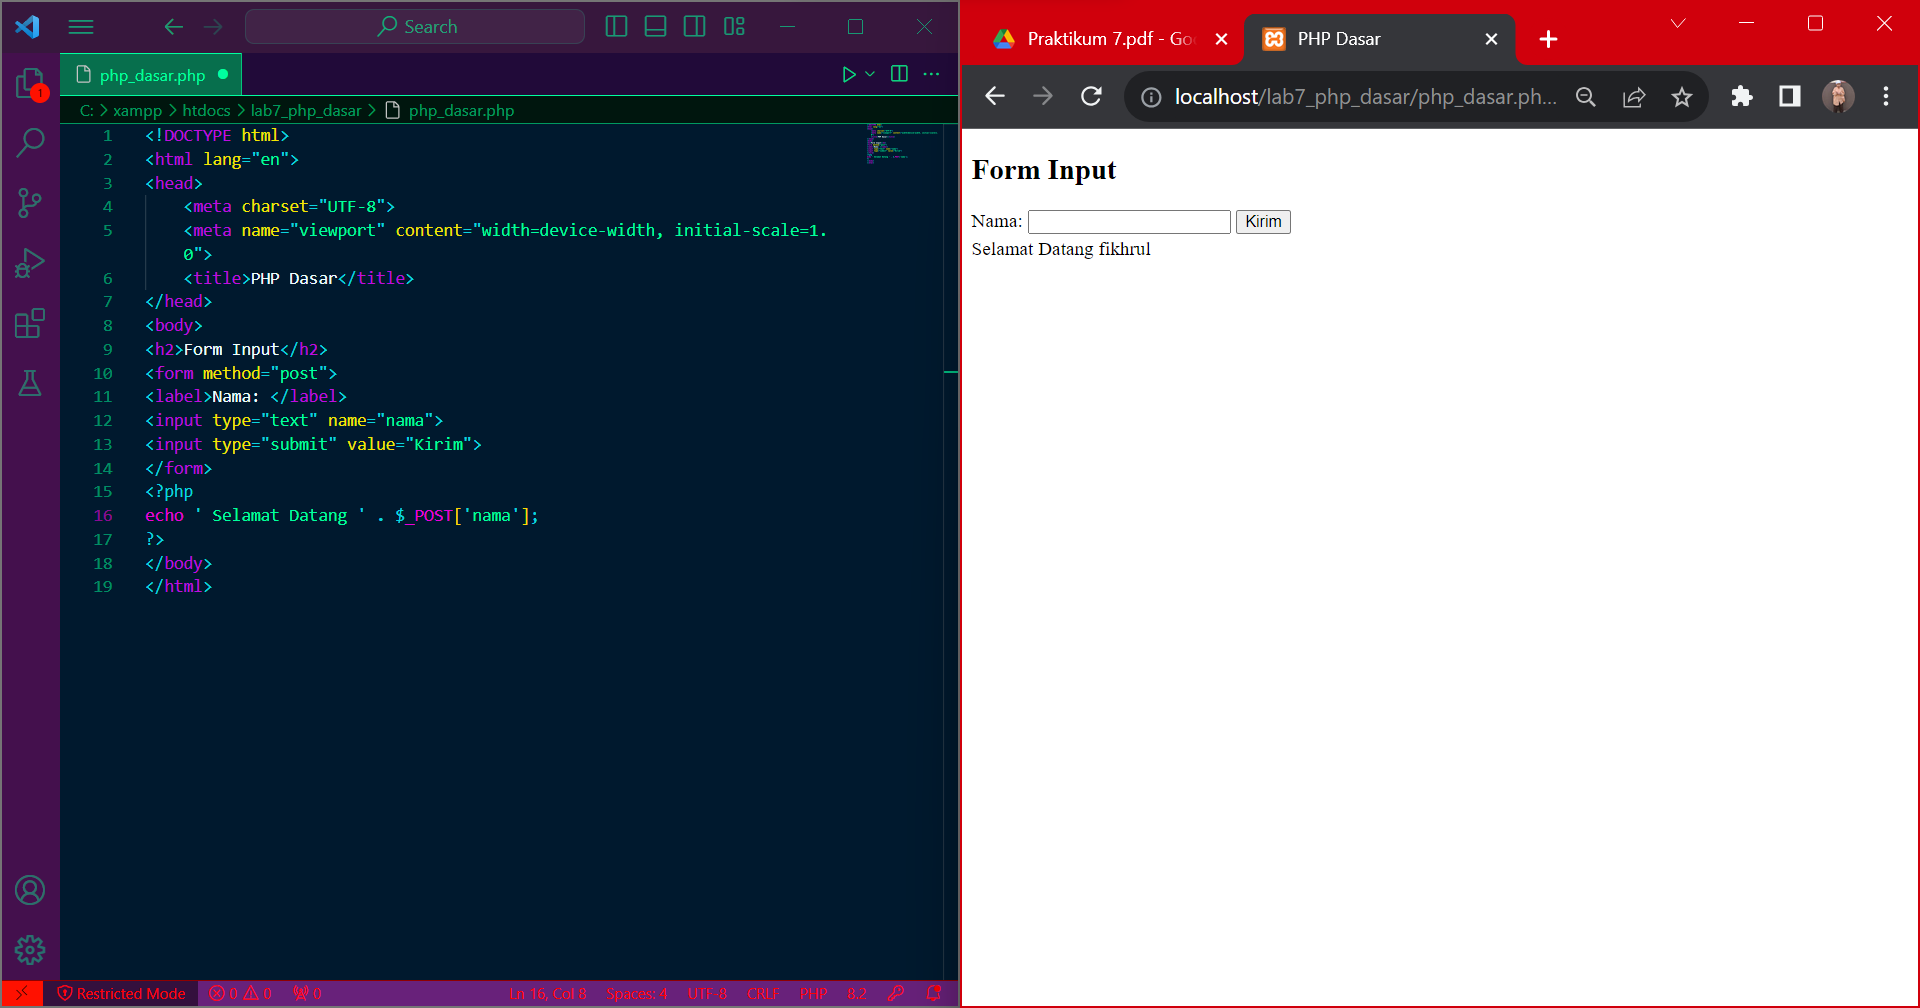 Search
php_dasar.php
1
C: > xampp > htdocs > lab7_php_dasar > php_dasar.php
1 <!DOCTYPE html>
2 <html lang="en">
3 <head>
4 <meta charset="UTF-8">
5 <meta name="viewport" content="width=device-width, initial-scale=1.
0">
6 <title>PHP Dasar</title>
7 </head>
8 <body>
9 <h2>Form Input</h2>
10 <form method="post">
11 <label>Nama: </label>
12 <input type="text" name="nama">
13 <input type="submit" value="Kirim">
14 </form>
15 <?php
16 echo ' Selamat Datang ' . $_POST['nama'];
17 ?>
18 </body>
19 </html>
Restricted Mode 0 0 0 Ln 16, Col 8 Spaces: 4 UTF-8 CRLF PHP 8.2
Praktikum 7.pdf - Goo PHP Dasar
localhost/lab7_php_dasar/php_dasar.ph...
Form Input
Nama: Kirim
Selamat Datang fikhrul